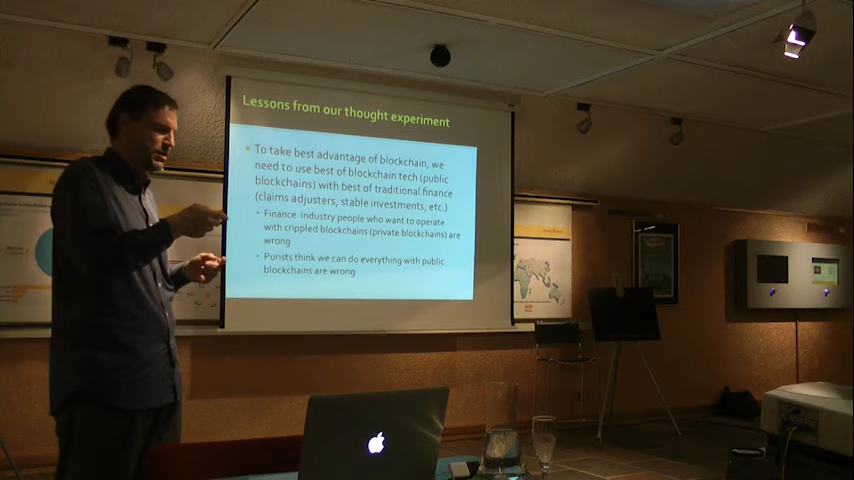 Lessons from our thought experiment
To take best advantage of blockchain, we
need to use best of blockchain tech (public
blockchains) with best of traditional finance
(claims adjusters, stable investments, etc.)
Finance industry people who want to operate
with crippled blockchains (private blockchains) are
wrong
Purists think we can do everything with public
blockchains are wrong